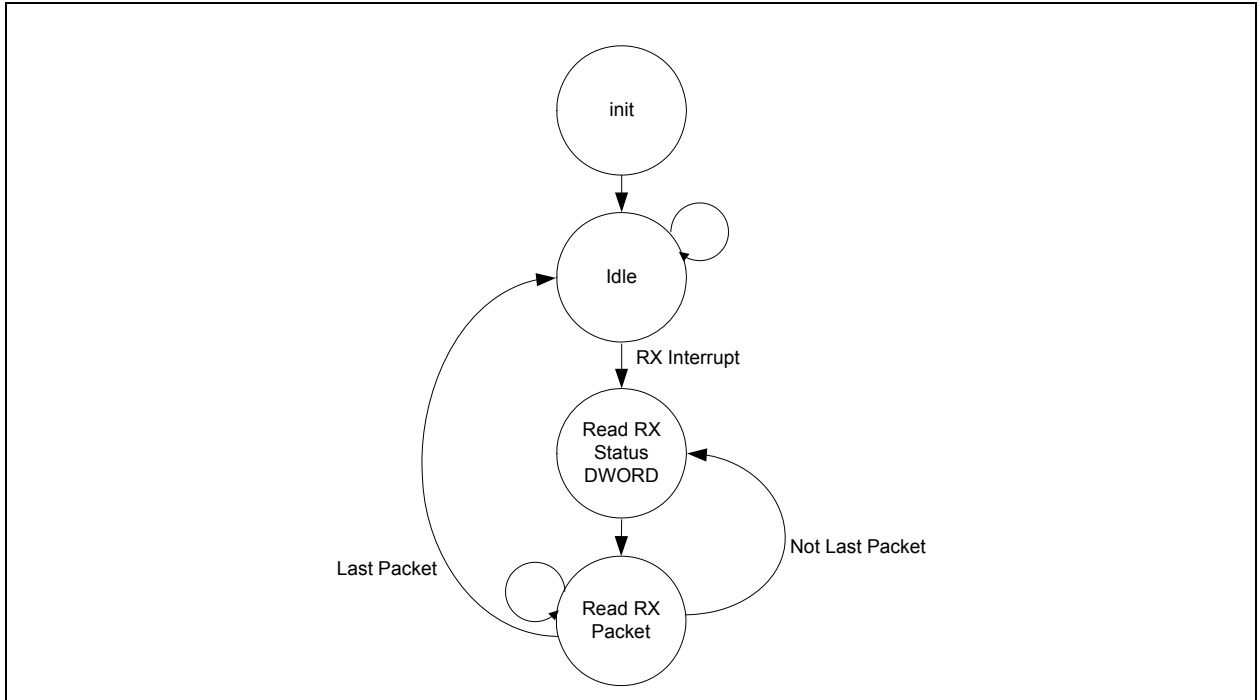 init
Idle
RX Interrupt
Read RX
Status
DWORD
Not Last Packet
Last Packet
Read RX
Packet